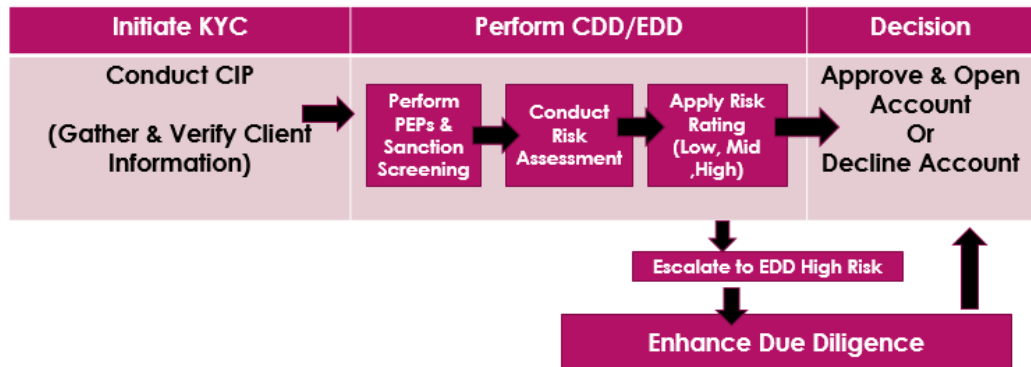 Initiate KYC
Perform CDD/EDD
Decision
Conduct CIP
(Gather & Verify Client
Information)
Perform
PEPs &
Sanction
Screening
Conduct
Risk
Assessment
Apply Risk
Rating
(Low, Mid
,High)
Approve & Open
Account
Or
Decline Account
Escalate to EDD High Risk
Enhance Due Diligence